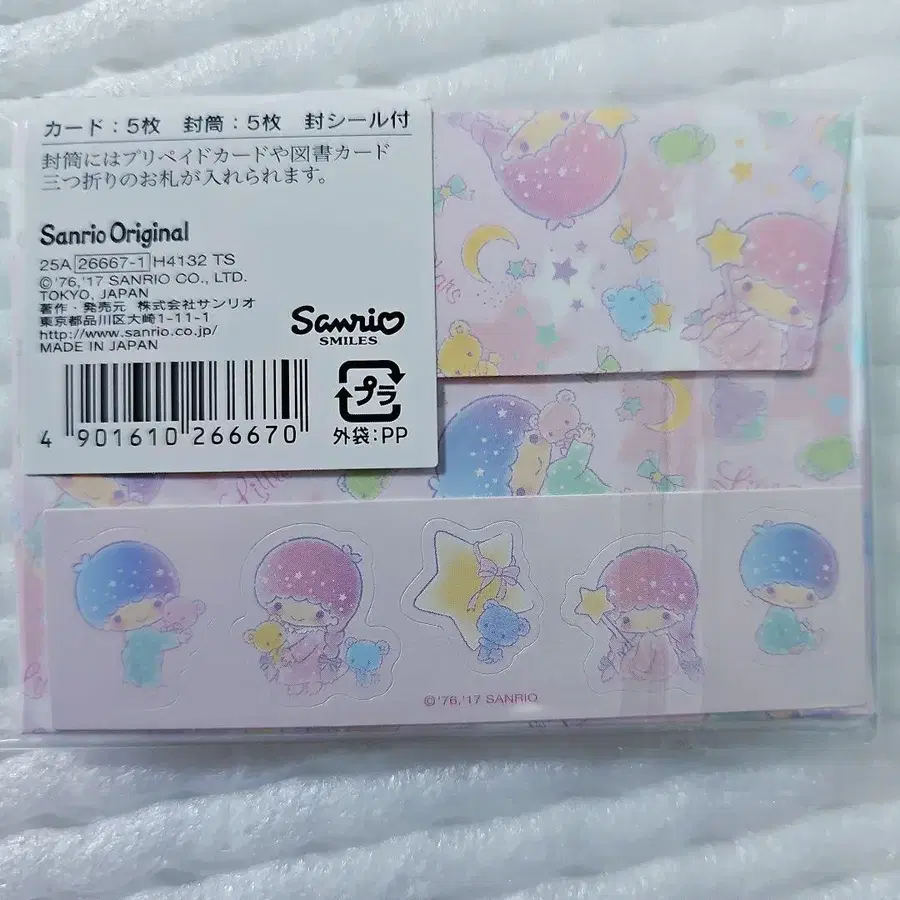 カード:5枚 封筒:5枚 封シール付
封筒にはプリペイドカードや図書カード
三つ折りのお札が入れられます。
Sanrio Original
25A 26667-1 H4132 TS
©'76,'17 SANRIO CO., LTD.
TOKYO, JAPAN
著作・発売元 株式会社サンリオ
東京都品川区大崎1-11-1
http://www.sanrio.co.jp/
MADE IN JAPAN
Sanrio
SMILES
プラ
外袋:PP
4 901610 266670
©'76,'17 SANRIO